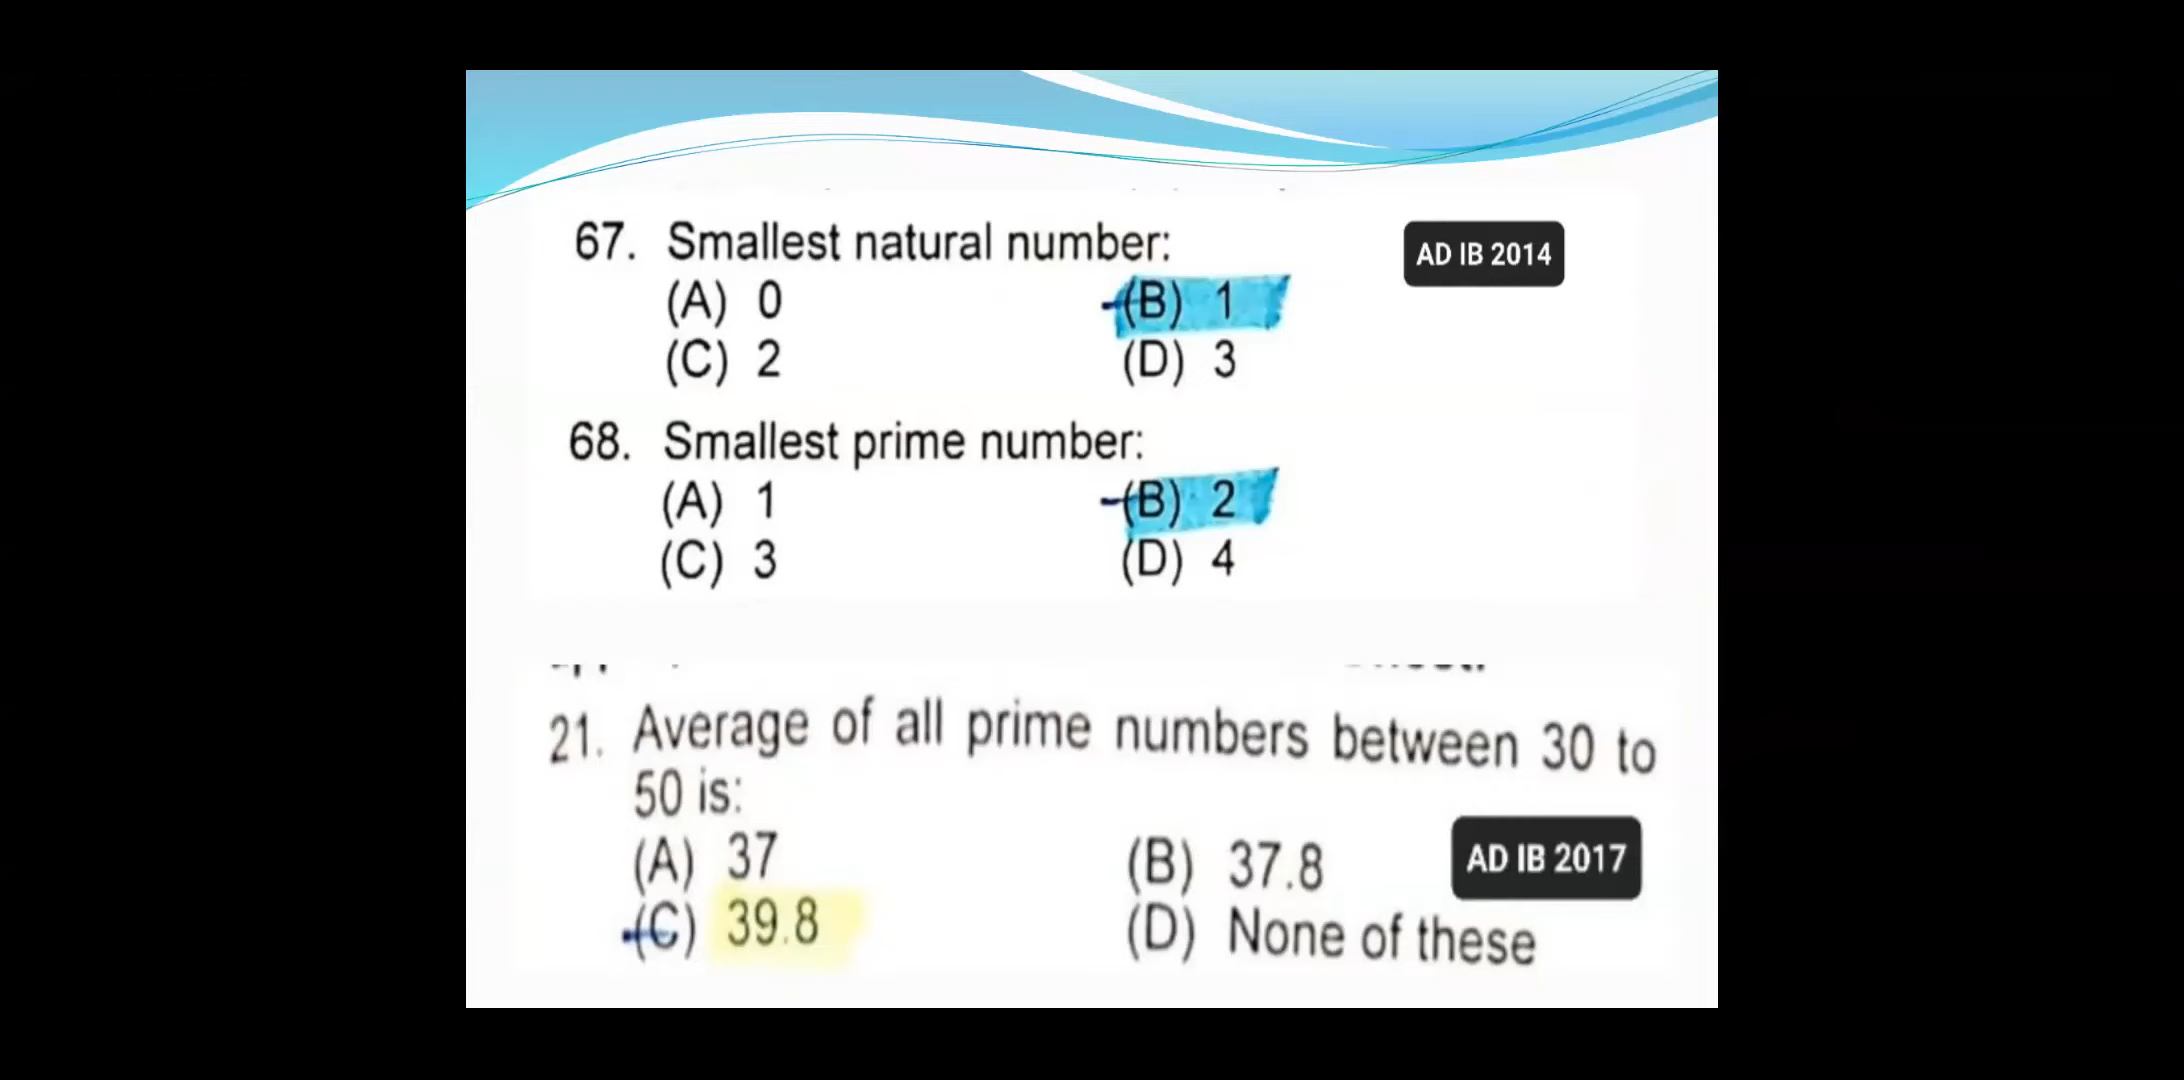 67. Smallest natural number:
AD IB 2014
(A) 0 (B) 1
(C) 2 (D) 3
68. Smallest prime number:
(A) 1 (B) 2
(C) 3 (D) 4
21. Average of all prime numbers between 30 to
50 is:
(A) 37 (B) 37.8
AD IB 2017
(C) 39.8 (D) None of these